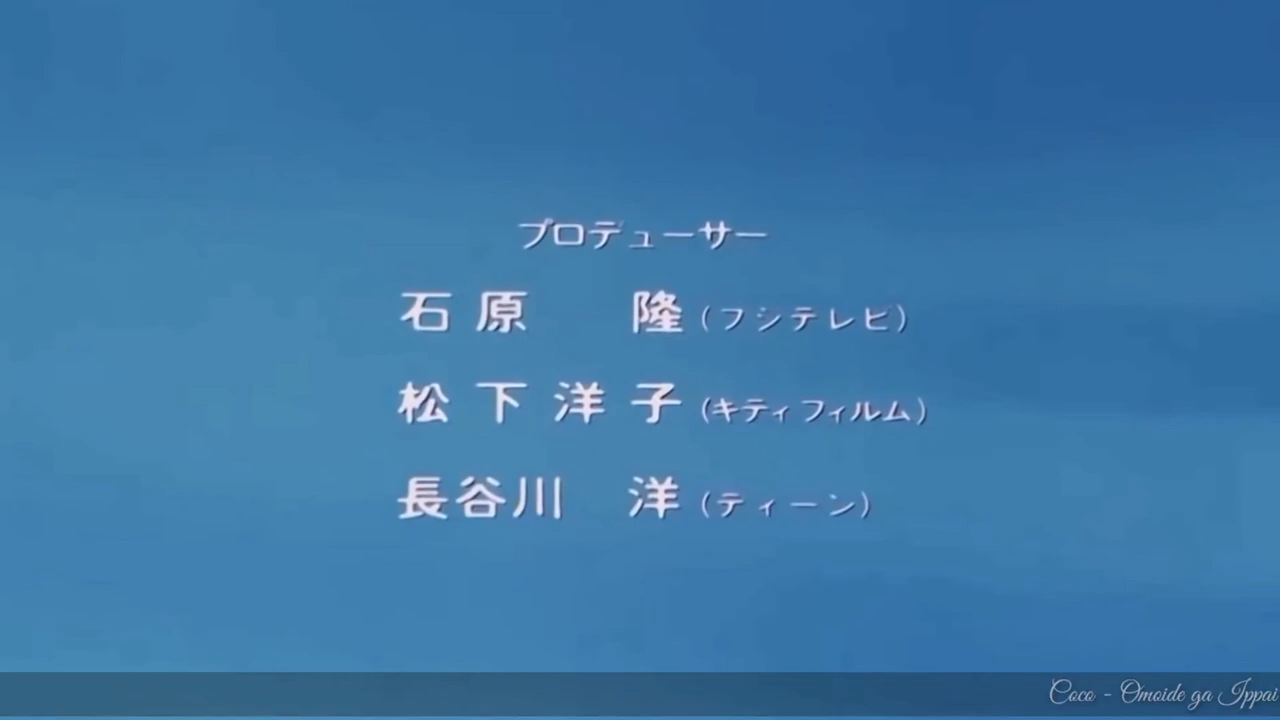 プロデューサー
石原 隆(フジテレビ)
松下洋子(キティフィルム)
長谷川 洋(ティーン)
Coco - Omoide ga Ippai